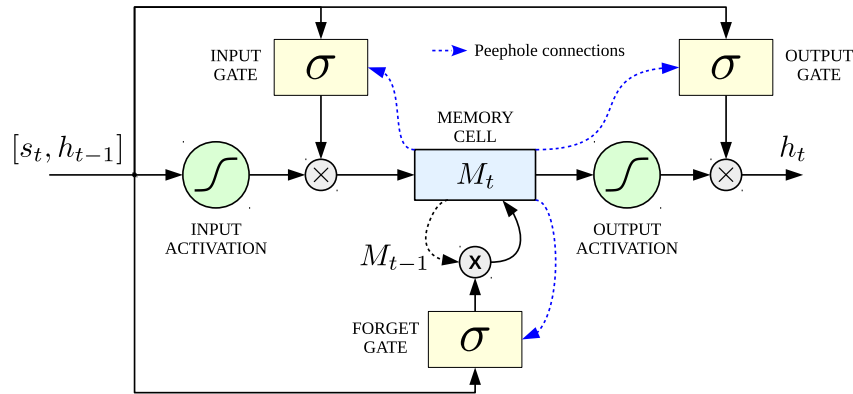 INPUT
GATE
σ
Peephole connections
σ
OUTPUT
GATE
MEMORY
CELL
[s_t, h_{t−1}]
×
M_t
×
h_t
INPUT
ACTIVATION
OUTPUT
ACTIVATION
M_{t−1}
X
FORGET
GATE
σ